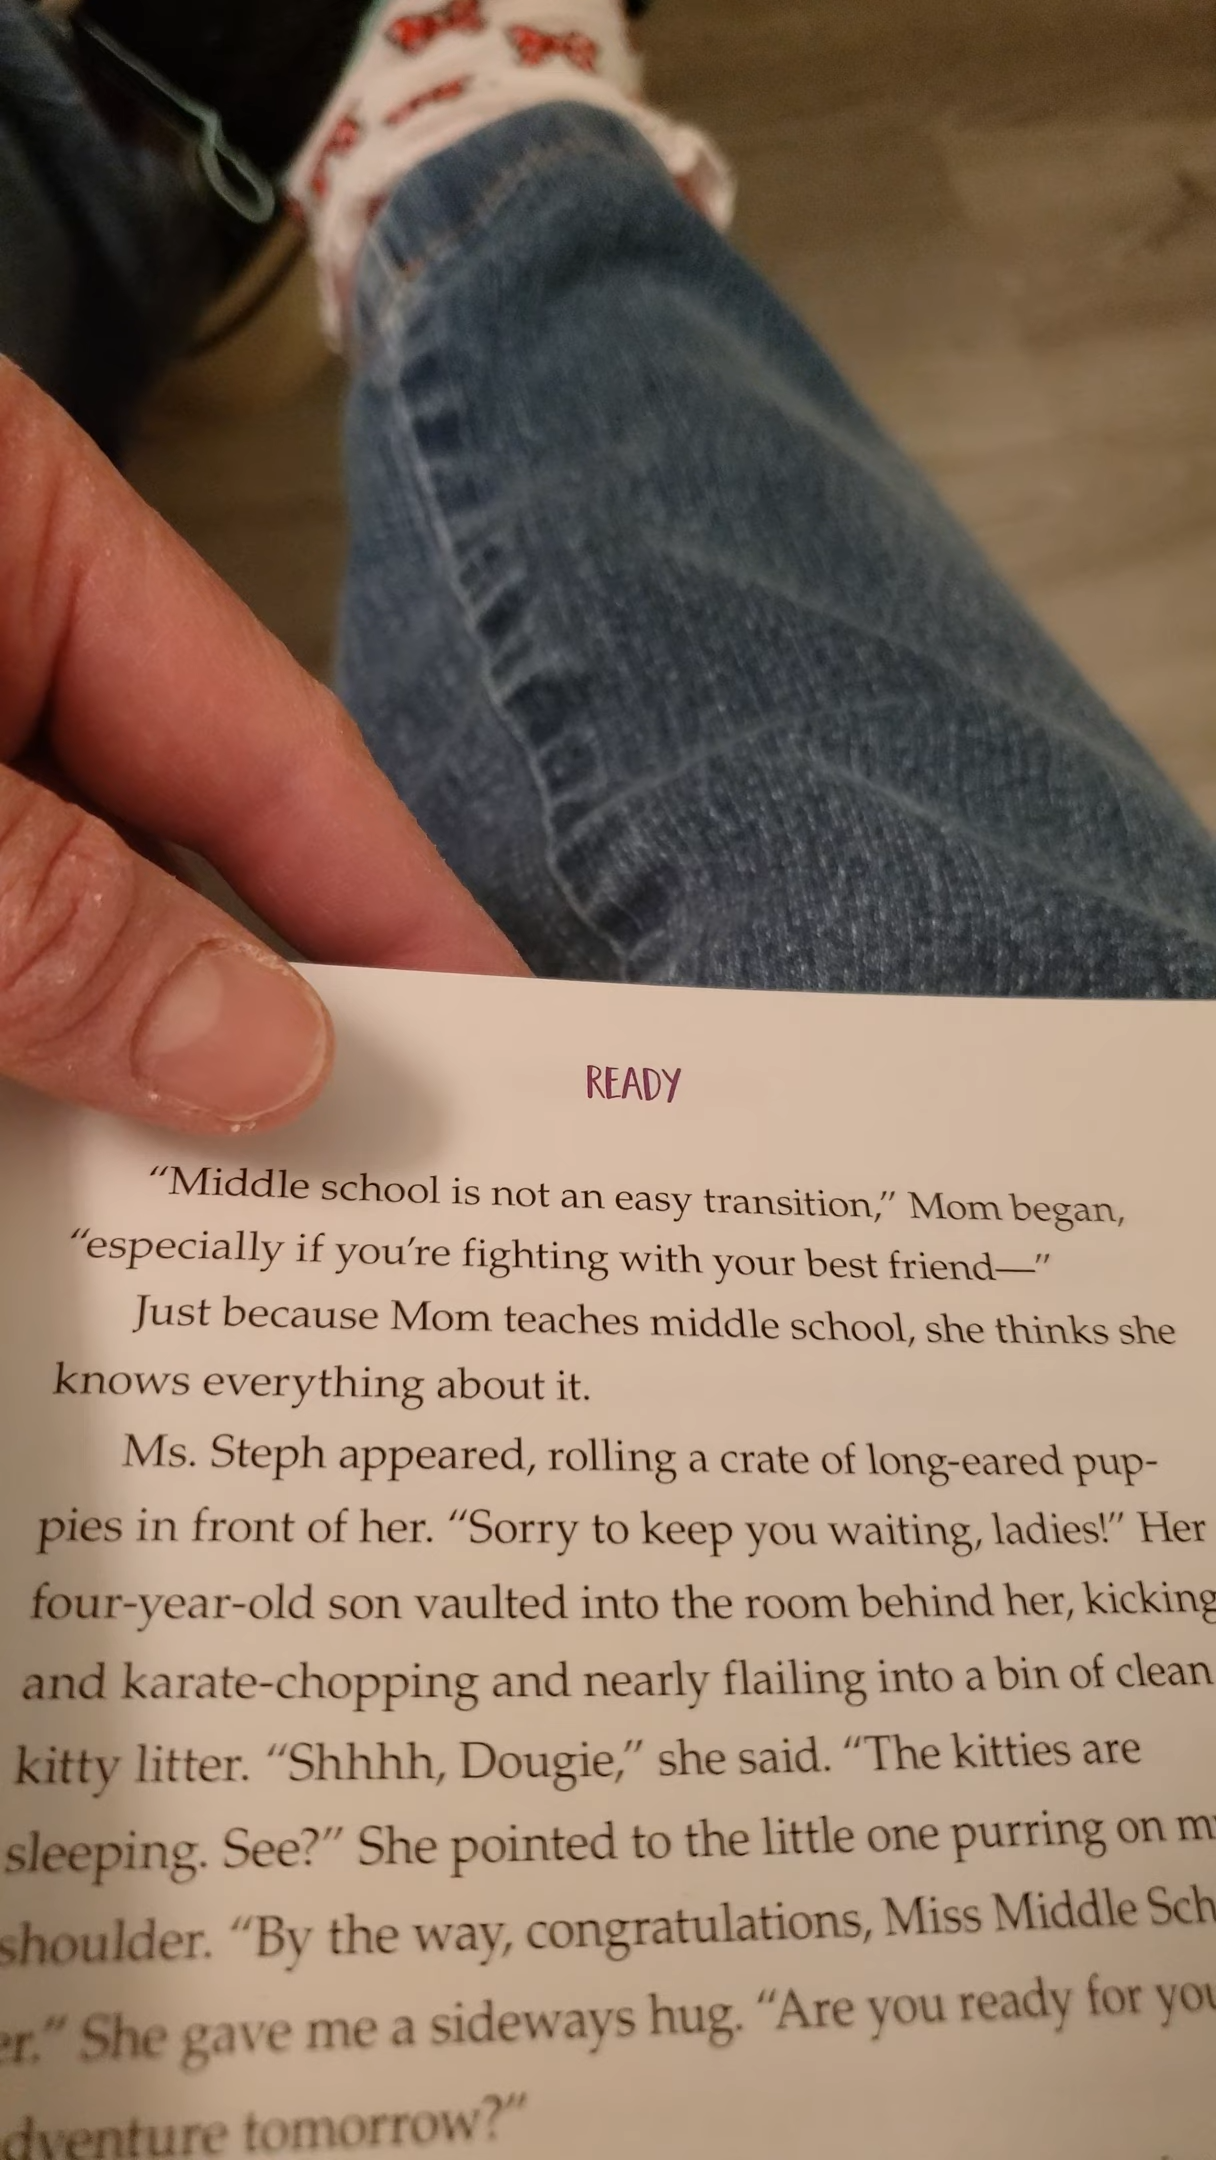 READY
“Middle school is not an easy transition,” Mom began,
“especially if you’re fighting with your best friend—”
Just because Mom teaches middle school, she thinks she
knows everything about it.
Ms. Steph appeared, rolling a crate of long-eared pup-
pies in front of her. “Sorry to keep you waiting, ladies!” Her
four-year-old son vaulted into the room behind her, kicking
and karate-chopping and nearly flailing into a bin of clean
kitty litter. “Shhhh, Dougie,” she said. “The kitties are
sleeping. See?” She pointed to the little one purring on
shoulder. “By the way, congratulations, Miss Middle
She gave me a sideways hug. “Are you ready for
tomorrow?”